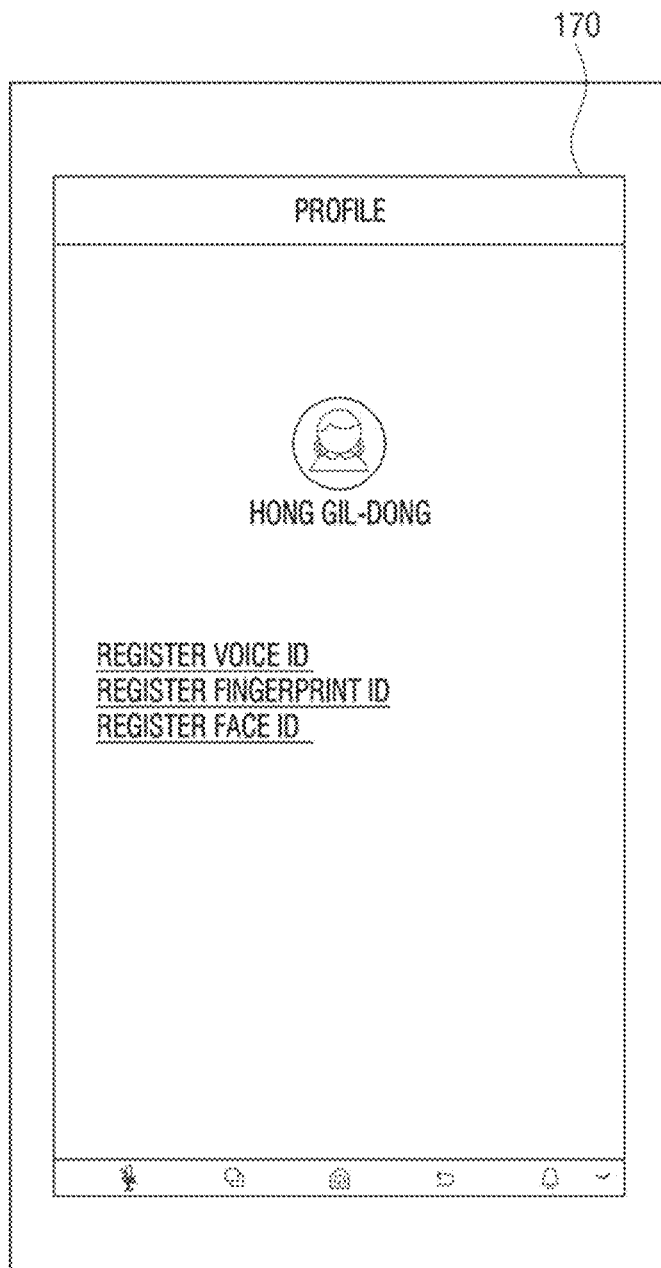 170
PROFILE
HONG GIL-DONG
REGISTER VOICE ID
REGISTER FINGERPRINT ID
REGISTER FACE ID